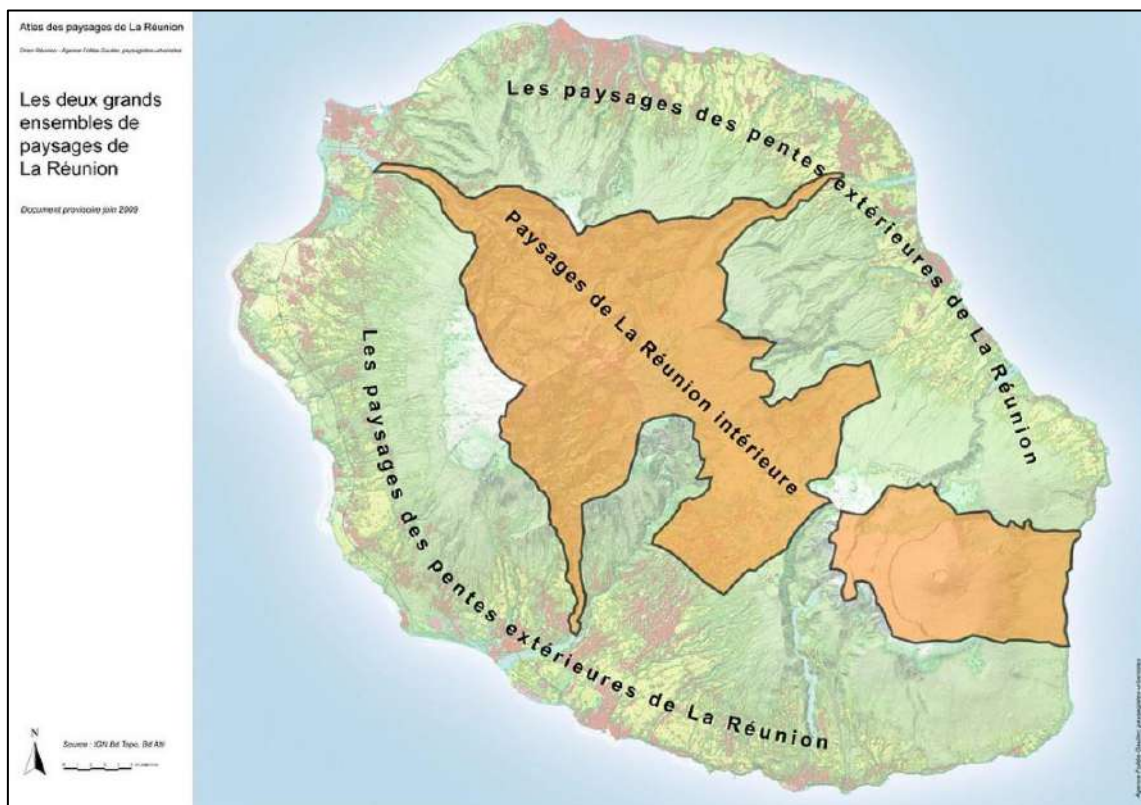 Atlas des paysages de La Réunion
Les deux grands
ensembles de
paysages de
La Réunion
Document provisoire juin 2009
Les paysages des pentes extérieures de La Réunion
Paysages de La Réunion intérieure
Les paysages des pentes extérieures de La Réunion
N
Source : IGN Bd Topo, Bd Alti